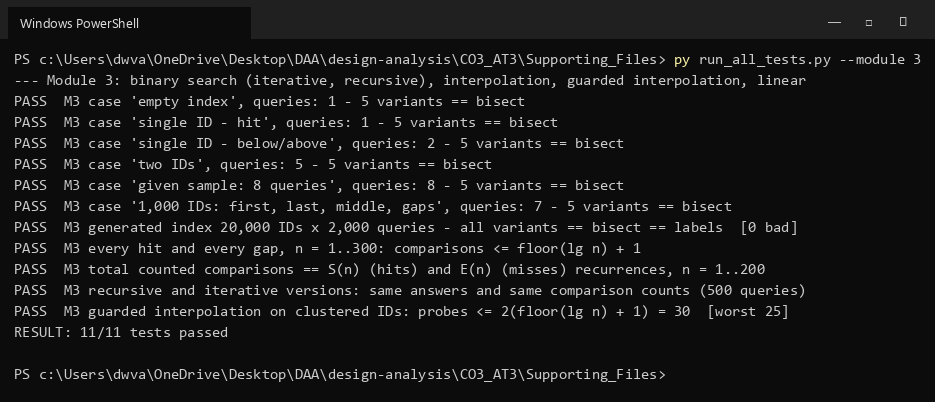 Windows PowerShell
PS c:\Users\dwva\OneDrive\Desktop\DAA\design-analysis\CO3_AT3\Supporting_Files> py run_all_tests.py --module 3
--- Module 3: binary search (iterative, recursive), interpolation, guarded interpolation, linear
PASS  M3 case 'empty index', queries: 1 - 5 variants == bisect
PASS  M3 case 'single ID - hit', queries: 1 - 5 variants == bisect
PASS  M3 case 'single ID - below/above', queries: 2 - 5 variants == bisect
PASS  M3 case 'two IDs', queries: 5 - 5 variants == bisect
PASS  M3 case 'given sample: 8 queries', queries: 8 - 5 variants == bisect
PASS  M3 case '1,000 IDs: first, last, middle, gaps', queries: 7 - 5 variants == bisect
PASS  M3 generated index 20,000 IDs x 2,000 queries - all variants == bisect == labels  [0 bad]
PASS  M3 every hit and every gap, n = 1..300: comparisons <= floor(lg n) + 1
PASS  M3 total counted comparisons == S(n) (hits) and E(n) (misses) recurrences, n = 1..200
PASS  M3 recursive and iterative versions: same answers and same comparison counts (500 queries)
PASS  M3 guarded interpolation on clustered IDs: probes <= 2(floor(lg n) + 1) = 30  [worst 25]
RESULT: 11/11 tests passed
PS c:\Users\dwva\OneDrive\Desktop\DAA\design-analysis\CO3_AT3\Supporting_Files>